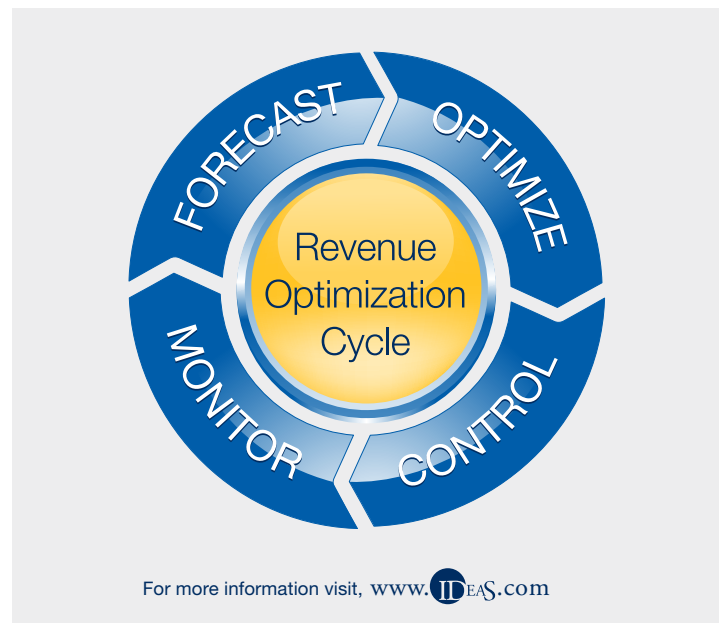 FORECAST
OPTIMIZE
Revenue
Optimization
Cycle
MONITOR
CONTROL
For more information visit, www.IDEAS.com